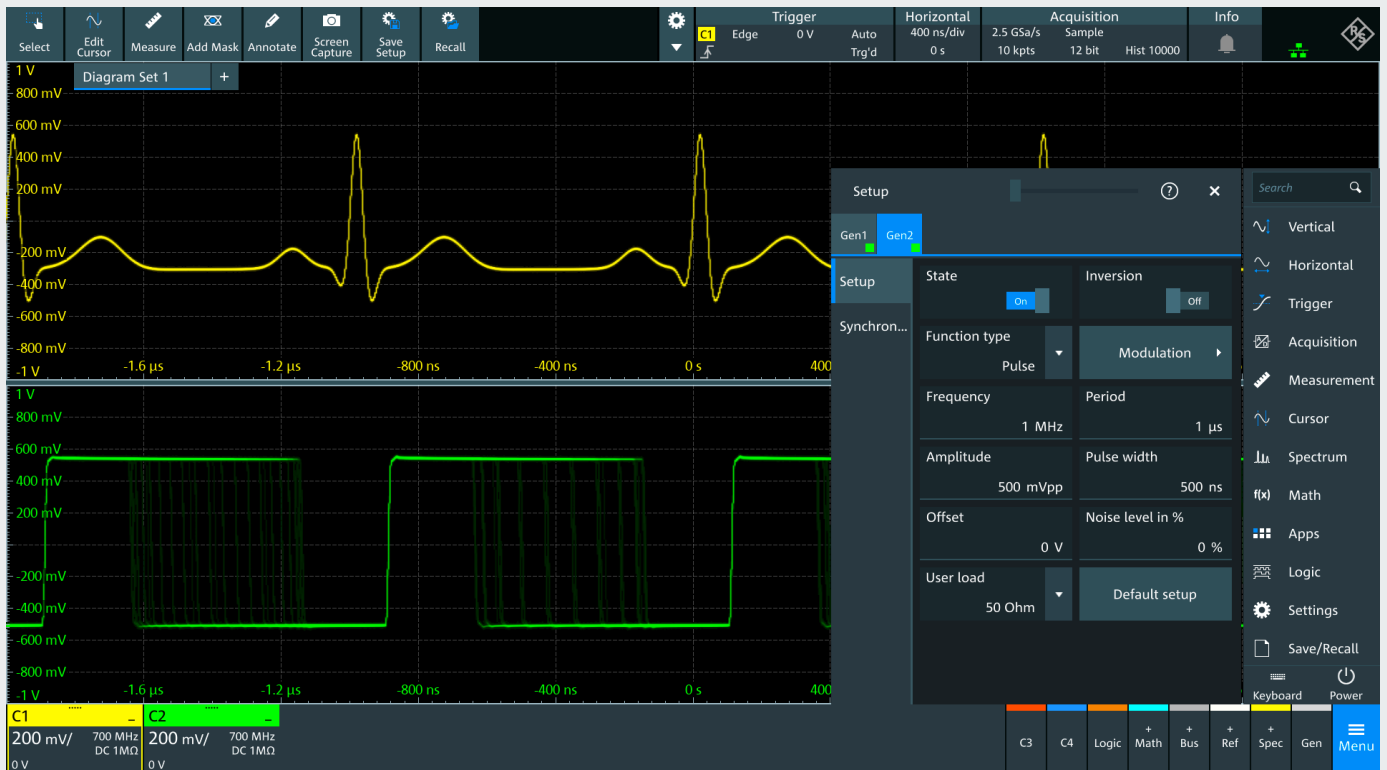 Select
Edit Cursor
Measure
Add Mask
Annotate
Screen Capture
Save Setup
Recall
Trigger
C1 Edge 0 V Auto
Trg'd
Horizontal
400 ns/div
0 s
Acquisition
2.5 GSa/s Sample
10 kpts 12 bit Hist 10000
Info
R&S
Diagram Set 1 +
1 V
800 mV
600 mV
400 mV
200 mV
-200 mV
-400 mV
-600 mV
-800 mV
-1 V
-1.6 µs -1.2 µs -800 ns -400 ns 0 s 400
1 V
800 mV
600 mV
400 mV
200 mV
-200 mV
-400 mV
-600 mV
-800 mV
-1 V
-1.6 µs -1.2 µs -800 ns -400 ns 0 s 400
Setup ?
Gen1 Gen2
Setup
Synchron...
State
On
Inversion
Off
Function type
Pulse
Modulation
Frequency
1 MHz
Period
1 µs
Amplitude
500 mVpp
Pulse width
500 ns
Offset
0 V
Noise level in %
0 %
User load
50 Ohm
Default setup
Search
Vertical
Horizontal
Trigger
Acquisition
Measurement
Cursor
Spectrum
f(x) Math
Apps
Logic
Settings
Save/Recall
Keyboard Power
C1
200 mV/ 700 MHz
DC 1MΩ
0 V
C2
200 mV/ 700 MHz
DC 1MΩ
0 V
C3
C4
Logic
+ Math
+ Bus
+ Ref
+ Spec
Gen
Menu